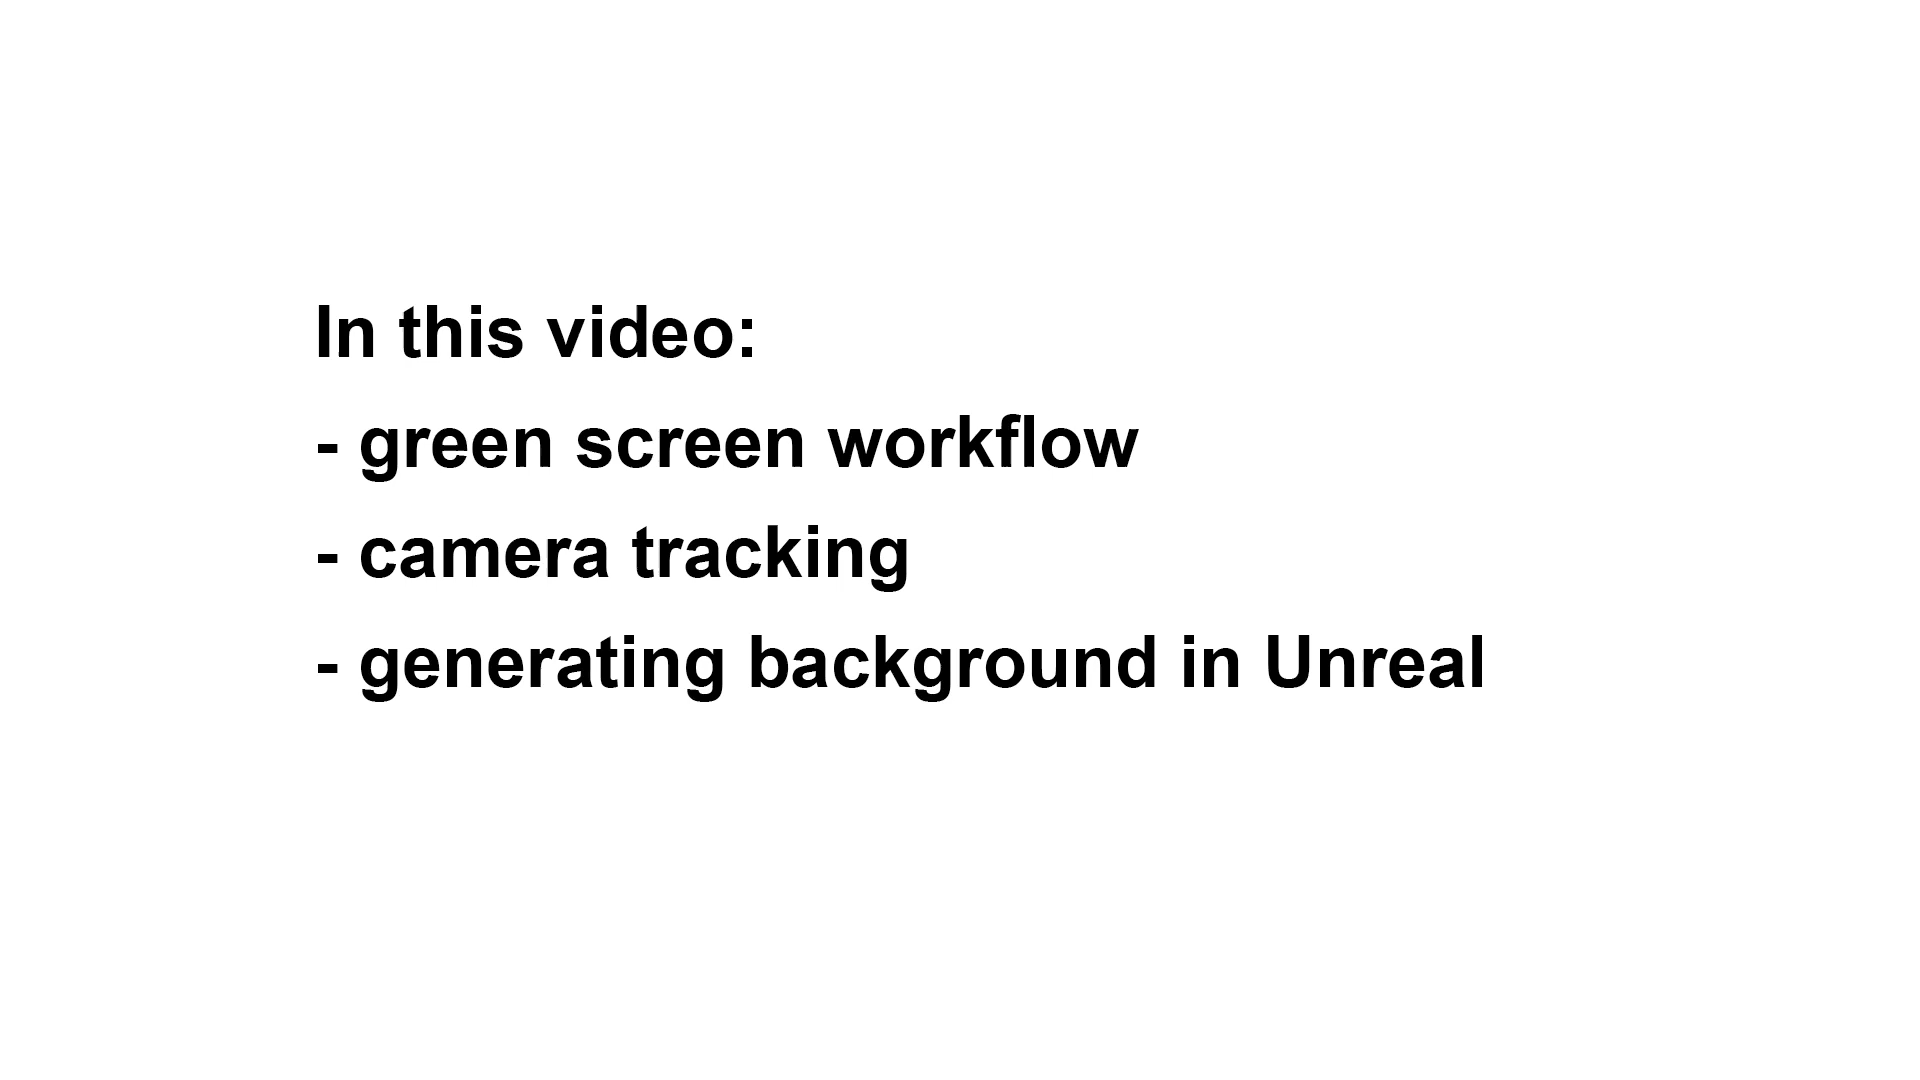 In this video:
- green screen workflow
- camera tracking
- generating background in Unreal